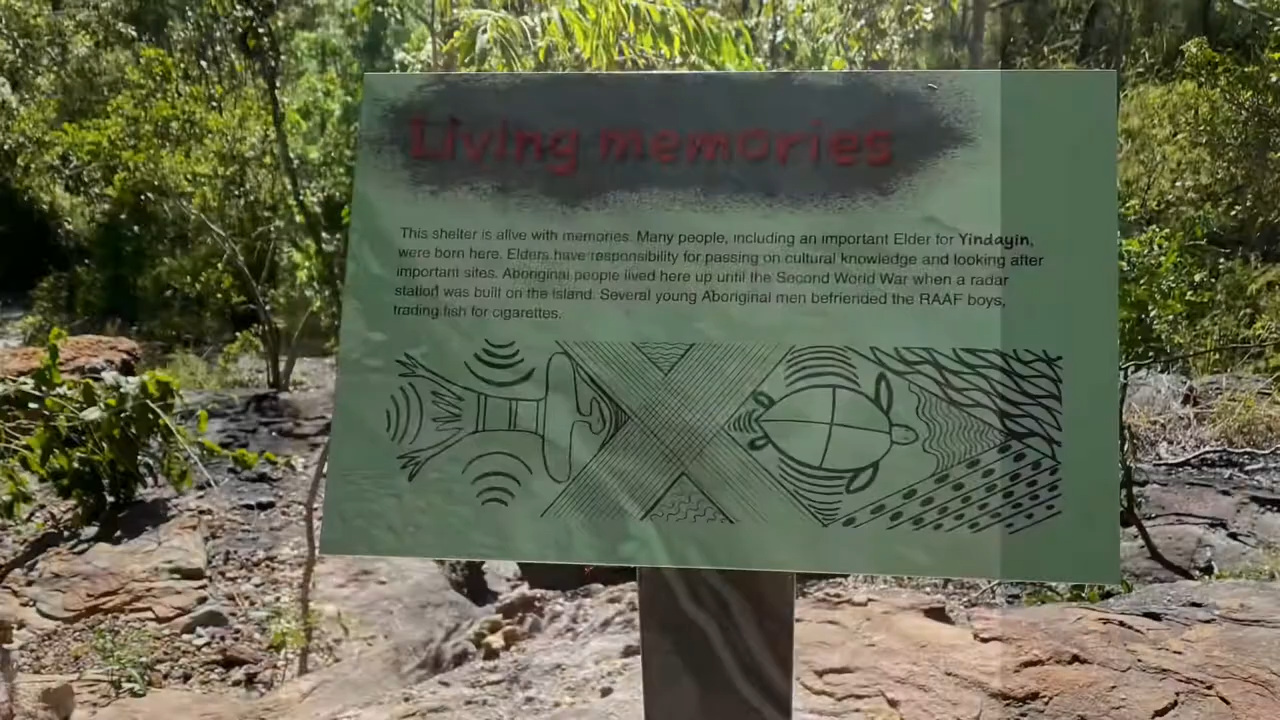 Living memories
This shelter is alive with memories. Many people, including an important Elder for Yindayin,
were born here. Elders have responsibility for passing on cultural knowledge and looking after
important sites. Aboriginal people lived here up until the Second World War when a radar
station was built on the island. Several young Aboriginal men befriended the RAAF boys,
trading fish for cigarettes.